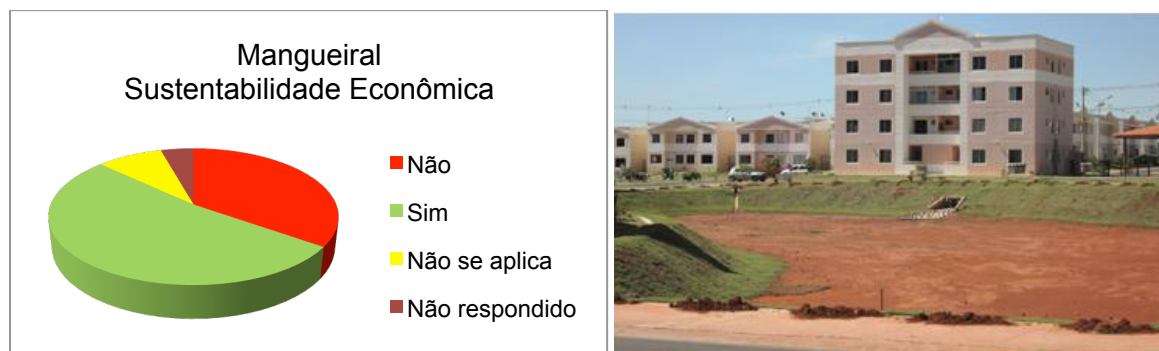 Mangueiral
Sustentabilidade Econômica
Não
Sim
Não se aplica
Não respondido